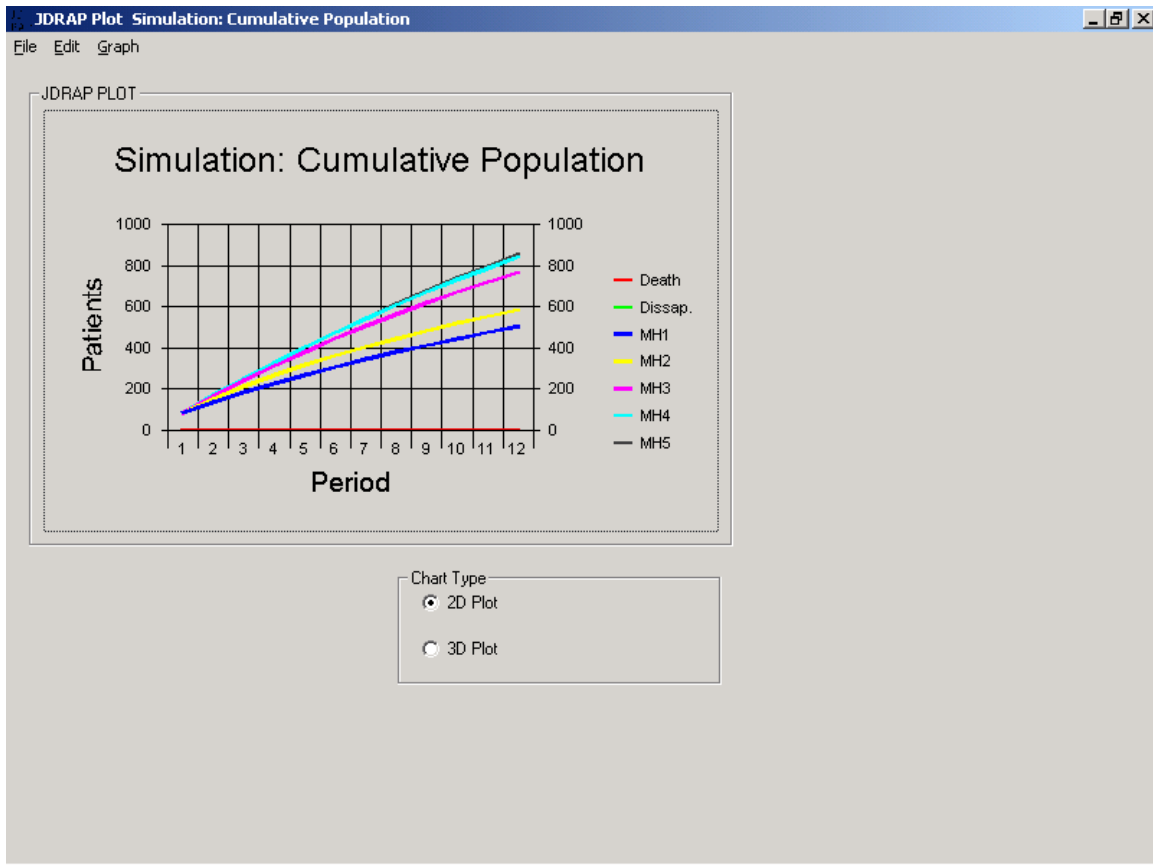 JDRAP Plot Simulation: Cumulative Population
File Edit Graph
JDRAP PLOT
Simulation: Cumulative Population
Patients
1000
800
600
400
200
0
1000
800
600
400
200
0
1 2 3 4 5 6 7 8 9 10 11 12
Period
Death
Dissap.
MH1
MH2
MH3
MH4
MH5
Chart Type
2D Plot
3D Plot